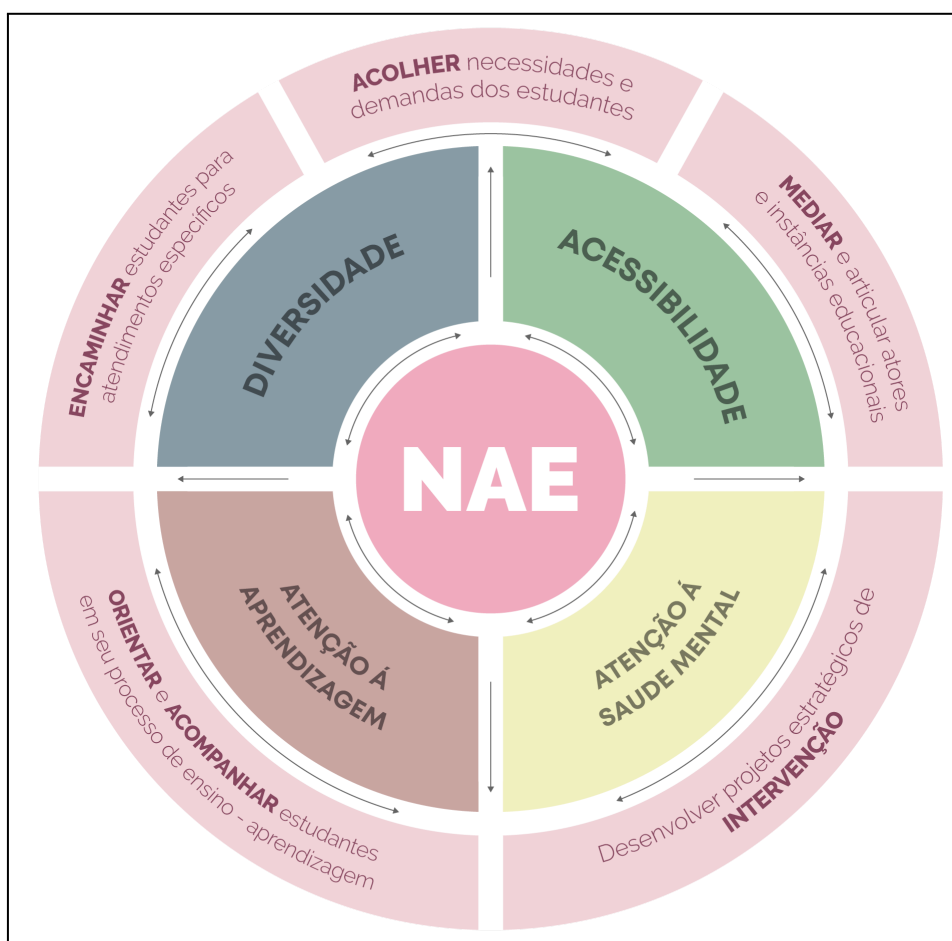 ACOLHER necessidades e
demandas dos estudantes
MEDIAR e articular atores
e instâncias educacionais
ENCAMINHAR estudantes para
atendimentos específicos
DIVERSIDADE
ACESSIBILIDADE
NAE
ATENÇÃO Á
APRENDIZAGEM
ATENÇÃO Á
SAUDE MENTAL
ORIENTAR e ACOMPANHAR estudantes
em seu processo de ensino - aprendizagem
Desenvolver projetos estratégicos de
INTERVENÇÃO